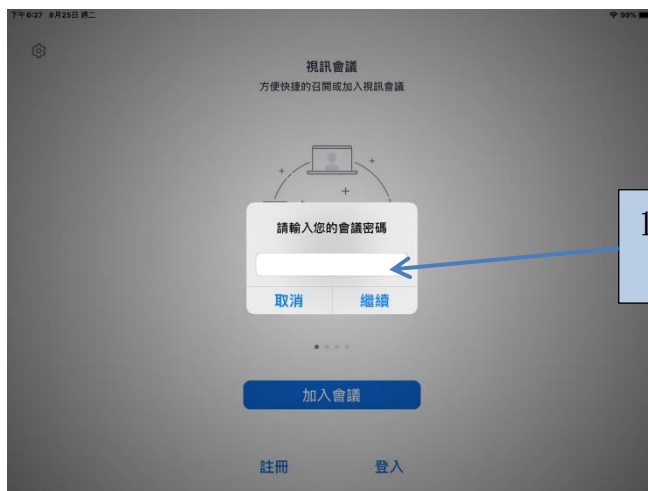 下午6:27 8月25日 週二
99%
視訊會議
方便快捷的召開或加入視訊會議
請輸入您的會議密碼
1
取消 繼續
加入會議
註冊 登入